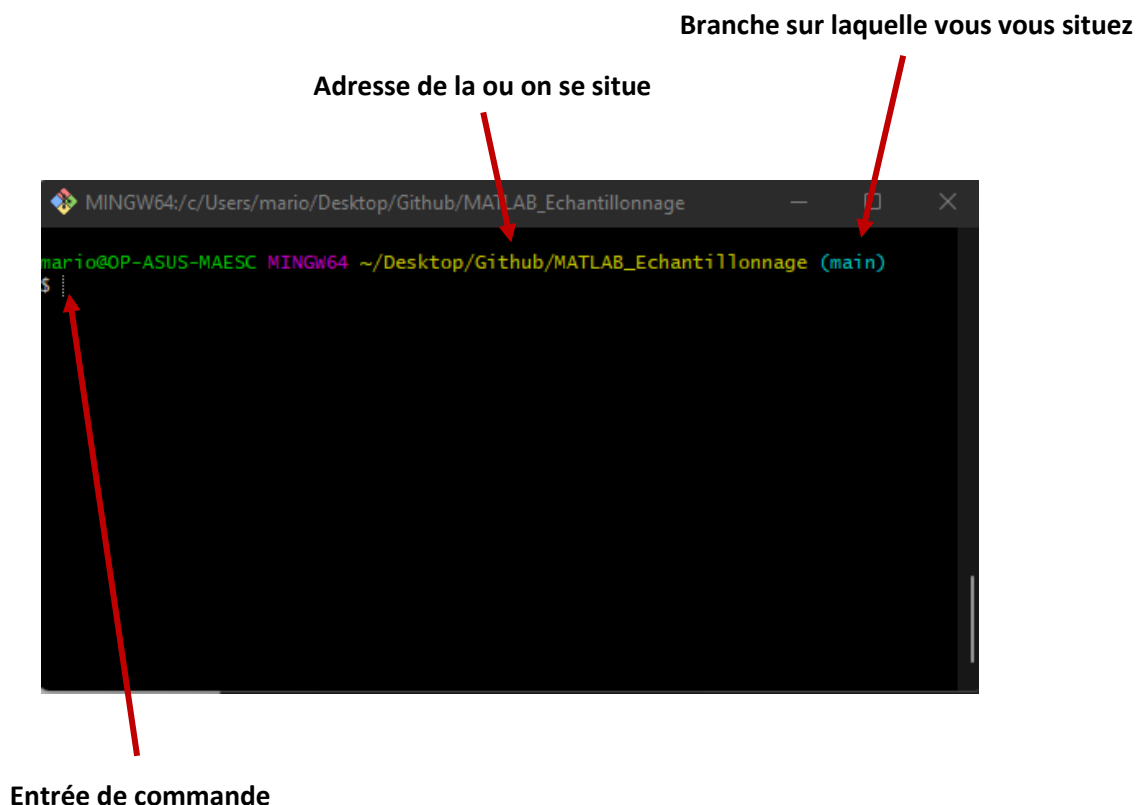 Branche sur laquelle vous vous situez
Adresse de la ou on se situe
MINGW64:/c/Users/mario/Desktop/Github/MATLAB_Echantillonnage
mario@OP-ASUS-MAESC MINGW64 ~/Desktop/Github/MATLAB_Echantillonnage (main)
$
Entrée de commande